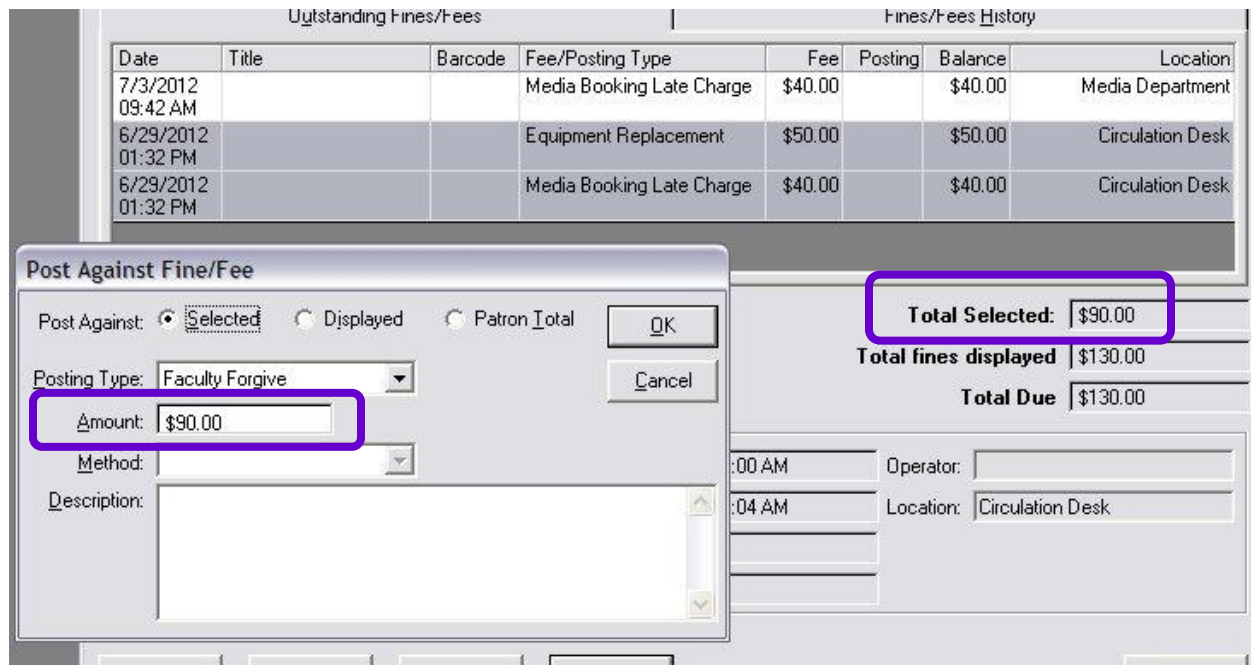 Outstanding Fines/Fees Fines/Fees History
Date Title Barcode Fee/Posting Type Fee Posting Balance Location
7/3/2012 Media Booking Late Charge $40.00 $40.00 Media Department
09:42 AM
6/29/2012 Equipment Replacement $50.00 $50.00 Circulation Desk
01:32 PM
6/29/2012 Media Booking Late Charge $40.00 $40.00 Circulation Desk
01:32 PM
Post Against Fine/Fee
Post Against: Selected Displayed Patron Total OK
Posting Type: Faculty Forgive Cancel
Amount: $90.00
Method:
Description:
Total Selected: $90.00
Total fines displayed $130.00
Total Due $130.00
:00 AM Operator:
:04 AM Location: Circulation Desk